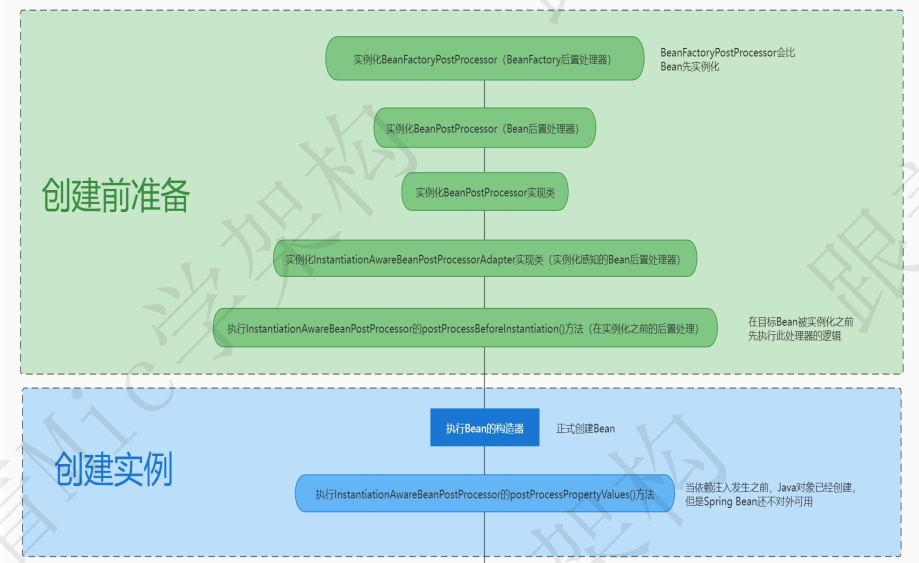 实例化BeanFactoryPostProcessor（BeanFactory后置处理器）
BeanFactoryPostProcessor会比
Bean先实例化
实例化BeanPostProcessor（Bean后置处理器）
创建前准备
实例化BeanPostProcessor实现类
实例化InstantiationAwareBeanPostProcessorAdapter实现类（实例化感知的Bean后置处理器）
执行InstantiationAwareBeanPostProcessor的postProcessBeforeInstantiation()方法（在实例化之前的后置处理）
在目标Bean被实例化之前
先执行此处理器的逻辑
执行Bean的构造器
正式创建Bean
创建实例
执行InstantiationAwareBeanPostProcessor的postProcessPropertyValues()方法
当依赖注入发生之前，Java对象已经创建，
但是Spring Bean还不对外可用
着Mic学架构
跟
学架构